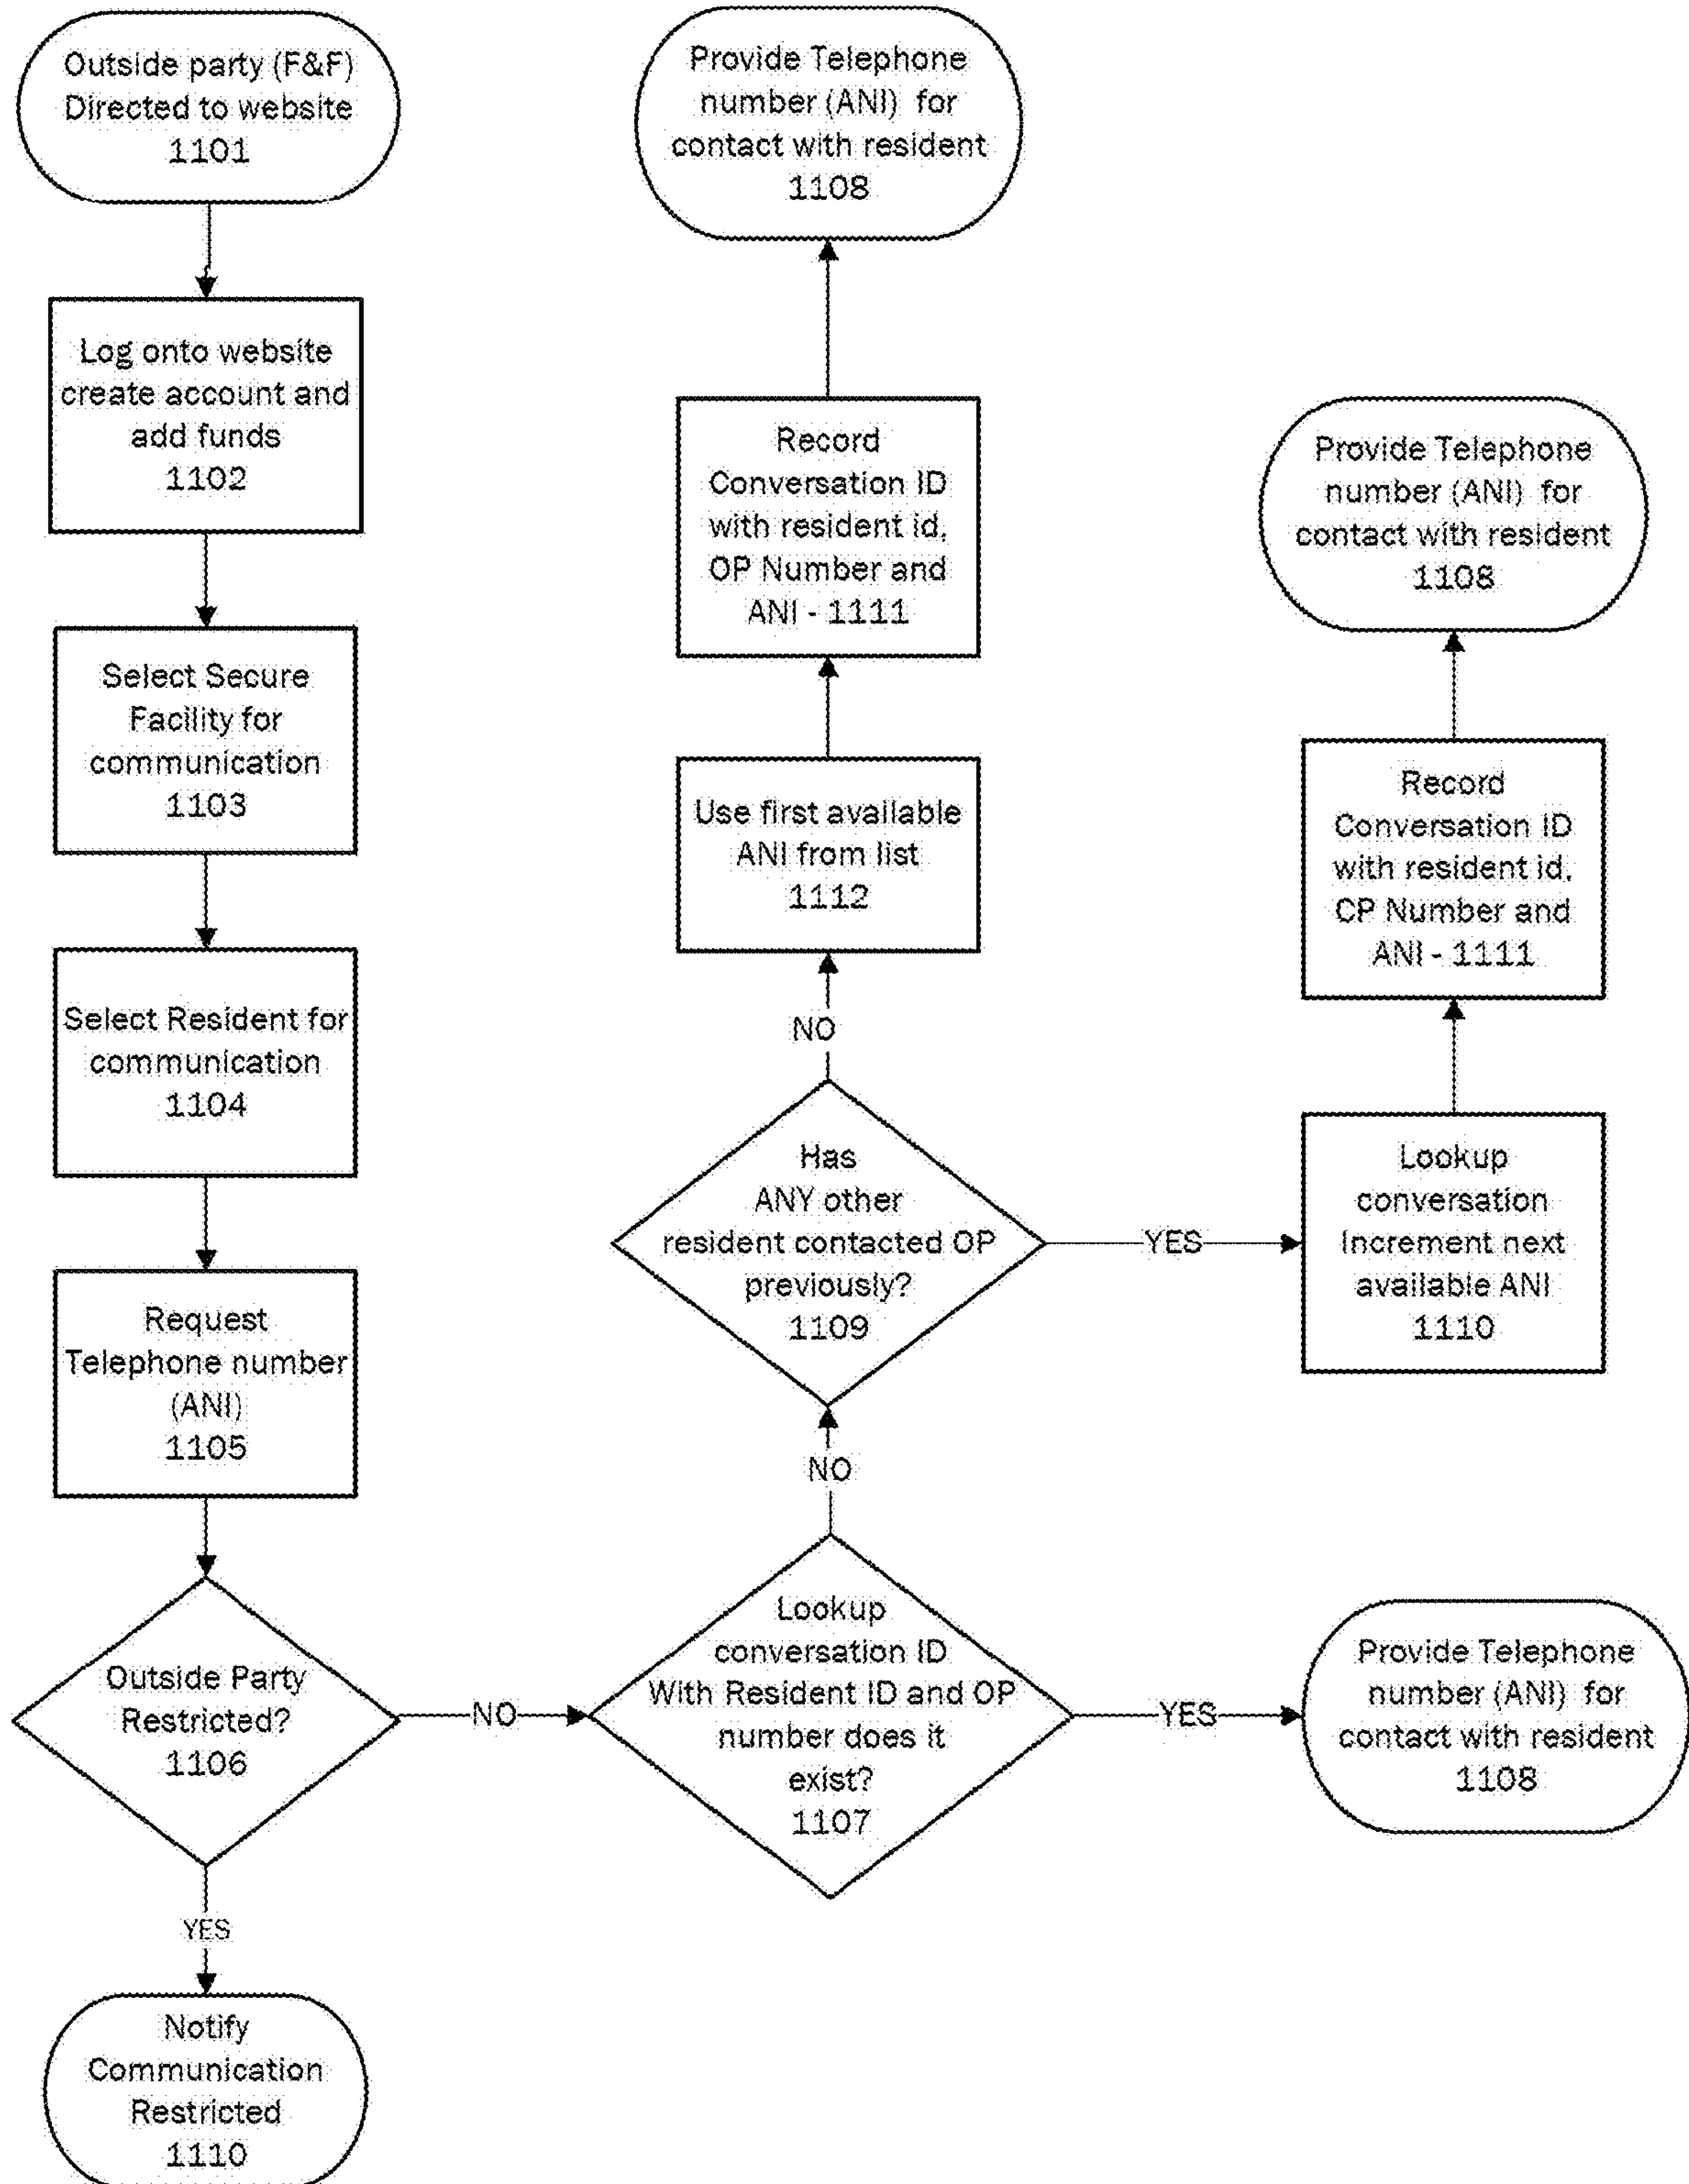 Outside party (F&F)
Directed to website
1101
Log onto website
create account and
add funds
1102
Select Secure
Facility for
communication
1103
Select Resident for
communication
1104
Request
Telephone number
(ANI)
1105
Outside Party
Restricted?
1106
YES
Notify
Communication
Restricted
1110
NO
Lookup
conversation ID
With Resident ID and OP
number does it
exist?
1107
YES
Provide Telephone
number (ANI) for
contact with resident
1108
NO
Has
ANY other
resident contacted OP
previously?
1109
NO
Use first available
ANI from list
1112
Record
Conversation ID
with resident id,
OP Number and
ANI - 1111
Provide Telephone
number (ANI) for
contact with resident
1108
YES
Lookup
conversation
Increment next
available ANI
1110
Record
Conversation ID
with resident id,
CP Number and
ANI - 1111
Provide Telephone
number (ANI) for
contact with resident
1108